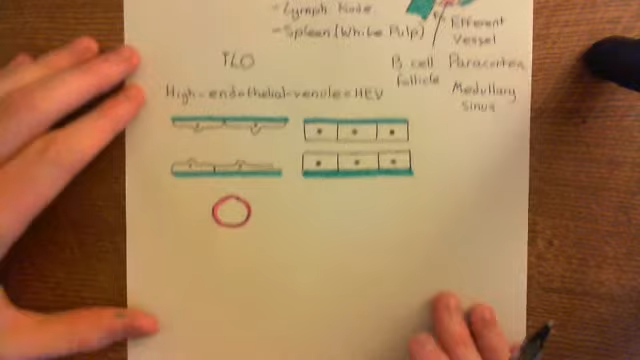 - Lymph Node
- Spleen (White Pulp)
Efferent
Vessel
B cell
follicle
Paracortex
Medullary
Sinus
TLO
High-endothelial-venule = HEV